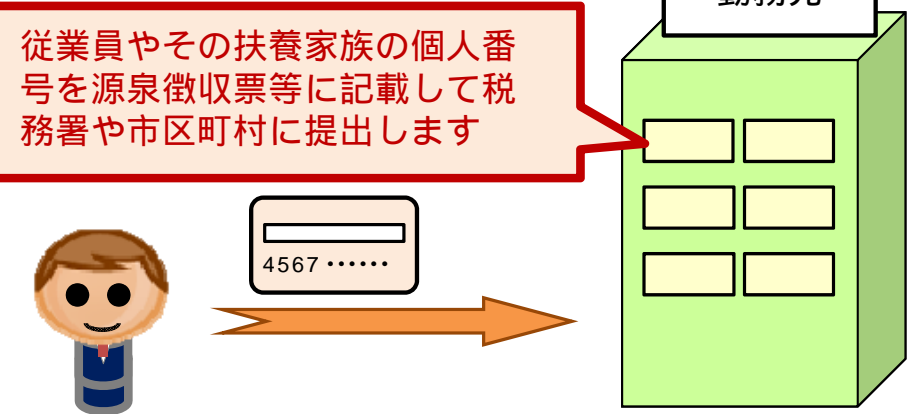 従業員やその扶養家族の個人番
号を源泉徴収票等に記載して税
務署や市区町村に提出します
4567 ‥‥‥